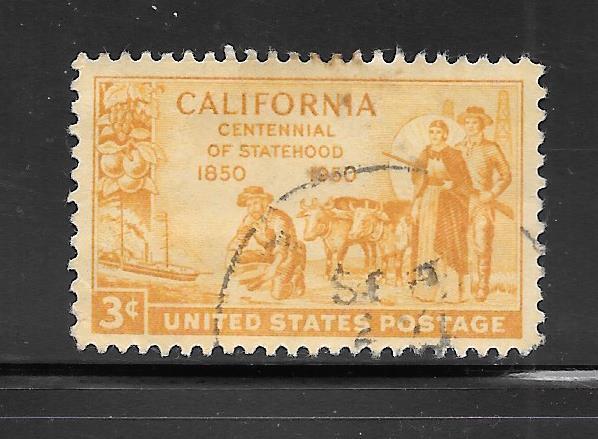 CALIFORNIA
CENTENNIAL
OF STATEHOOD
1850 1950
3¢ UNITED STATES POSTAGE